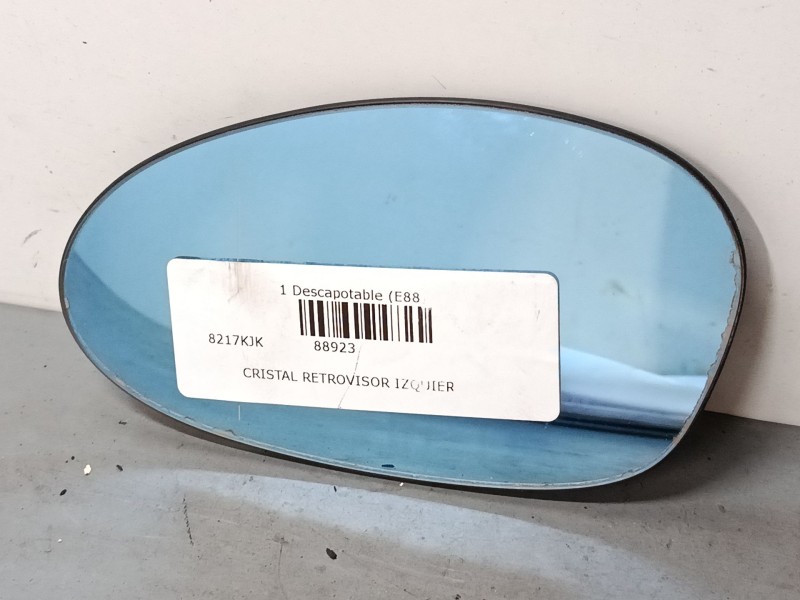 1 Descapotable (E88
8217KJK
88923
CRISTAL RETROVISOR IZQUIER